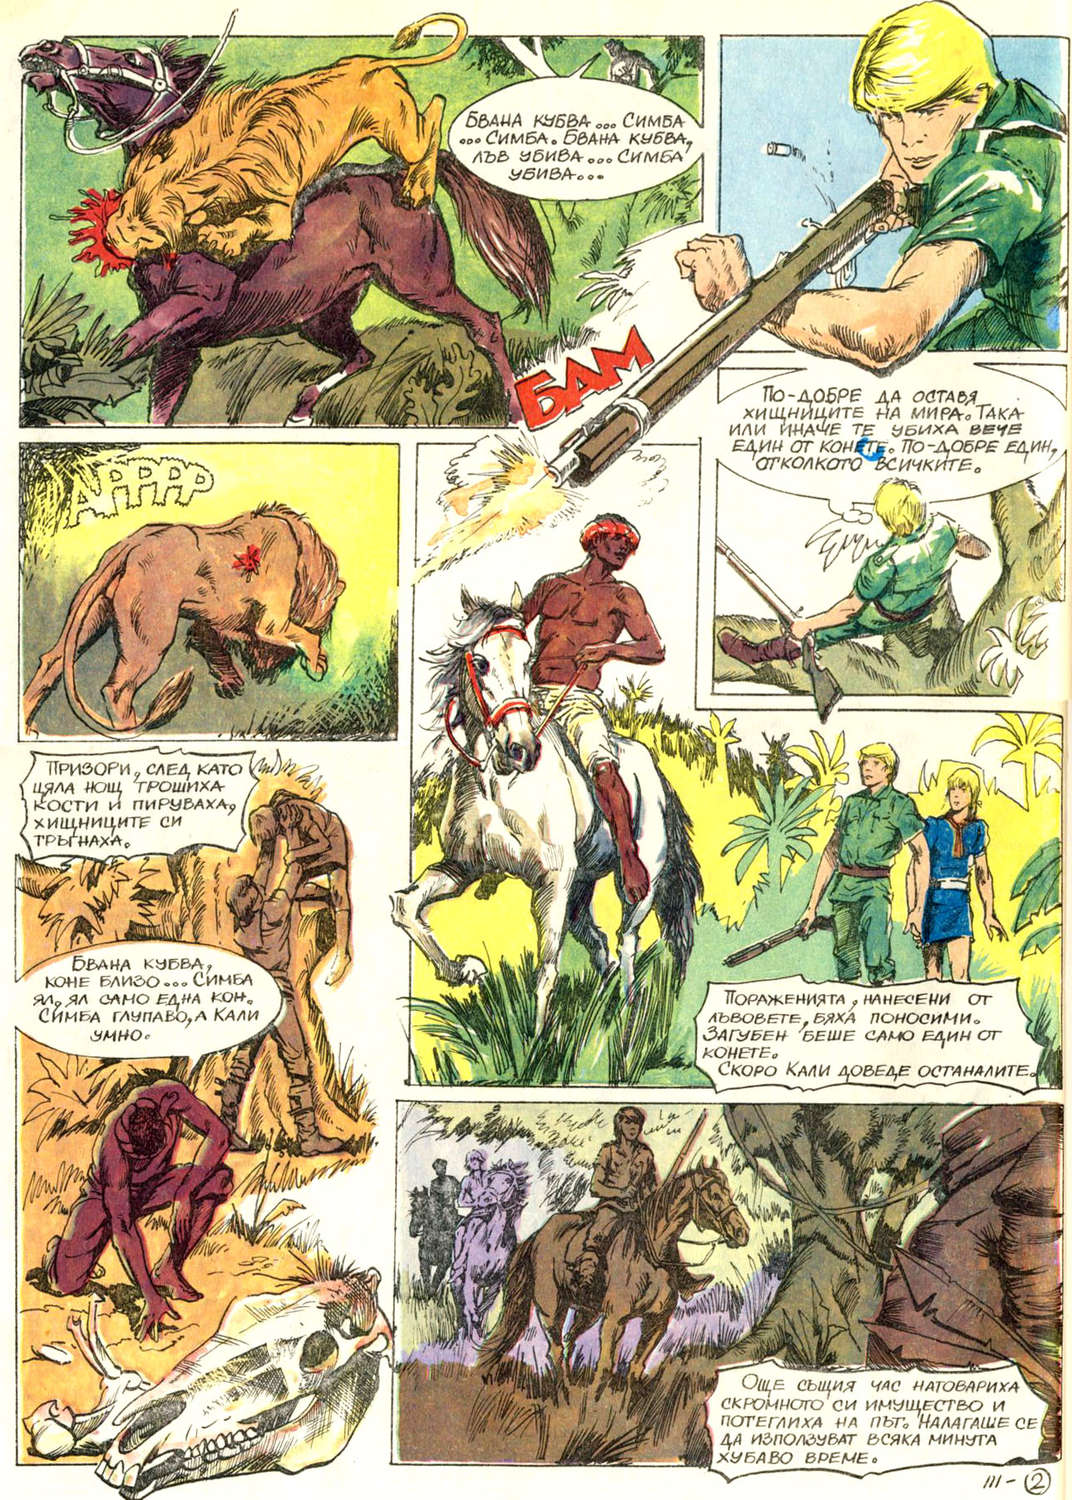 БВАНА КУБВА... СИМБА
... СИМБА. БВАНА КУБВА,
ЛЪВ УБИВА... СИМБА
УБИВА...
БАМ
ПО-ДОБРЕ ДА ОСТАВЯ
ХИЩНИЦИТЕ НА МИРА. ТАКА
ИЛИ ИНАЧЕ ТЕ УБИХА ВЕЧЕ
ЕДИН ОТ КОНЕТЕ. ПО-ДОБРЕ ЕДИН,
ОТКОЛКОТО ВСИЧКИТЕ.
АРРРРР
ПРИЗОРИ, СЛЕД КАТО
ЦЯЛА НОЩ ТРОШИХА
КОСТИ И ПИРУВАХА,
ХИЩНИЦИТЕ СИ
ТРЪГНАХА.
БВАНА КУБВА,
КОНЕ БЛИЗО... СИМБА
ЯЛ, ЯЛ САМО ЕДНА КОН.
СИМБА ГЛУПАВО, А КАЛИ
УМНО.
ПОРАЖЕНИЯТА, НАНЕСЕНИ ОТ
ЛЪВОВЕТЕ, БЯХА ПОНОСИМИ.
ЗАГУБЕН БЕШЕ САМО ЕДИН ОТ
КОНЕТЕ.
СКОРО КАЛИ ДОВЕДЕ ОСТАНАЛИТЕ.
ОЩЕ СЪЩИЯ ЧАС НАТОВАРИХА
СКРОМНОТО СИ ИМУЩЕСТВО И
ПОТЕГЛИХА НА ПЪТ. НАЛАГАШЕ СЕ
ДА ИЗПОЛЗУВАТ ВСЯКА МИНУТА
ХУБАВО ВРЕМЕ.
III - 2